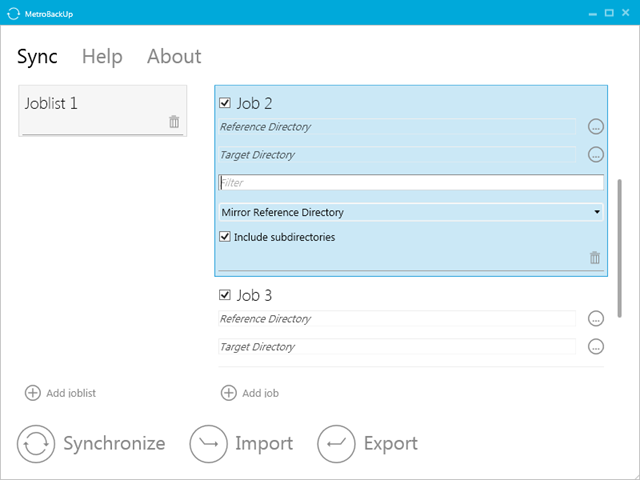 MetroBackUp
Sync Help About
Joblist 1
Job 2
Reference Directory
...
Target Directory
...
Filter
Mirror Reference Directory
Include subdirectories
Job 3
Reference Directory
...
Target Directory
...
Add joblist
Add job
Synchronize Import Export